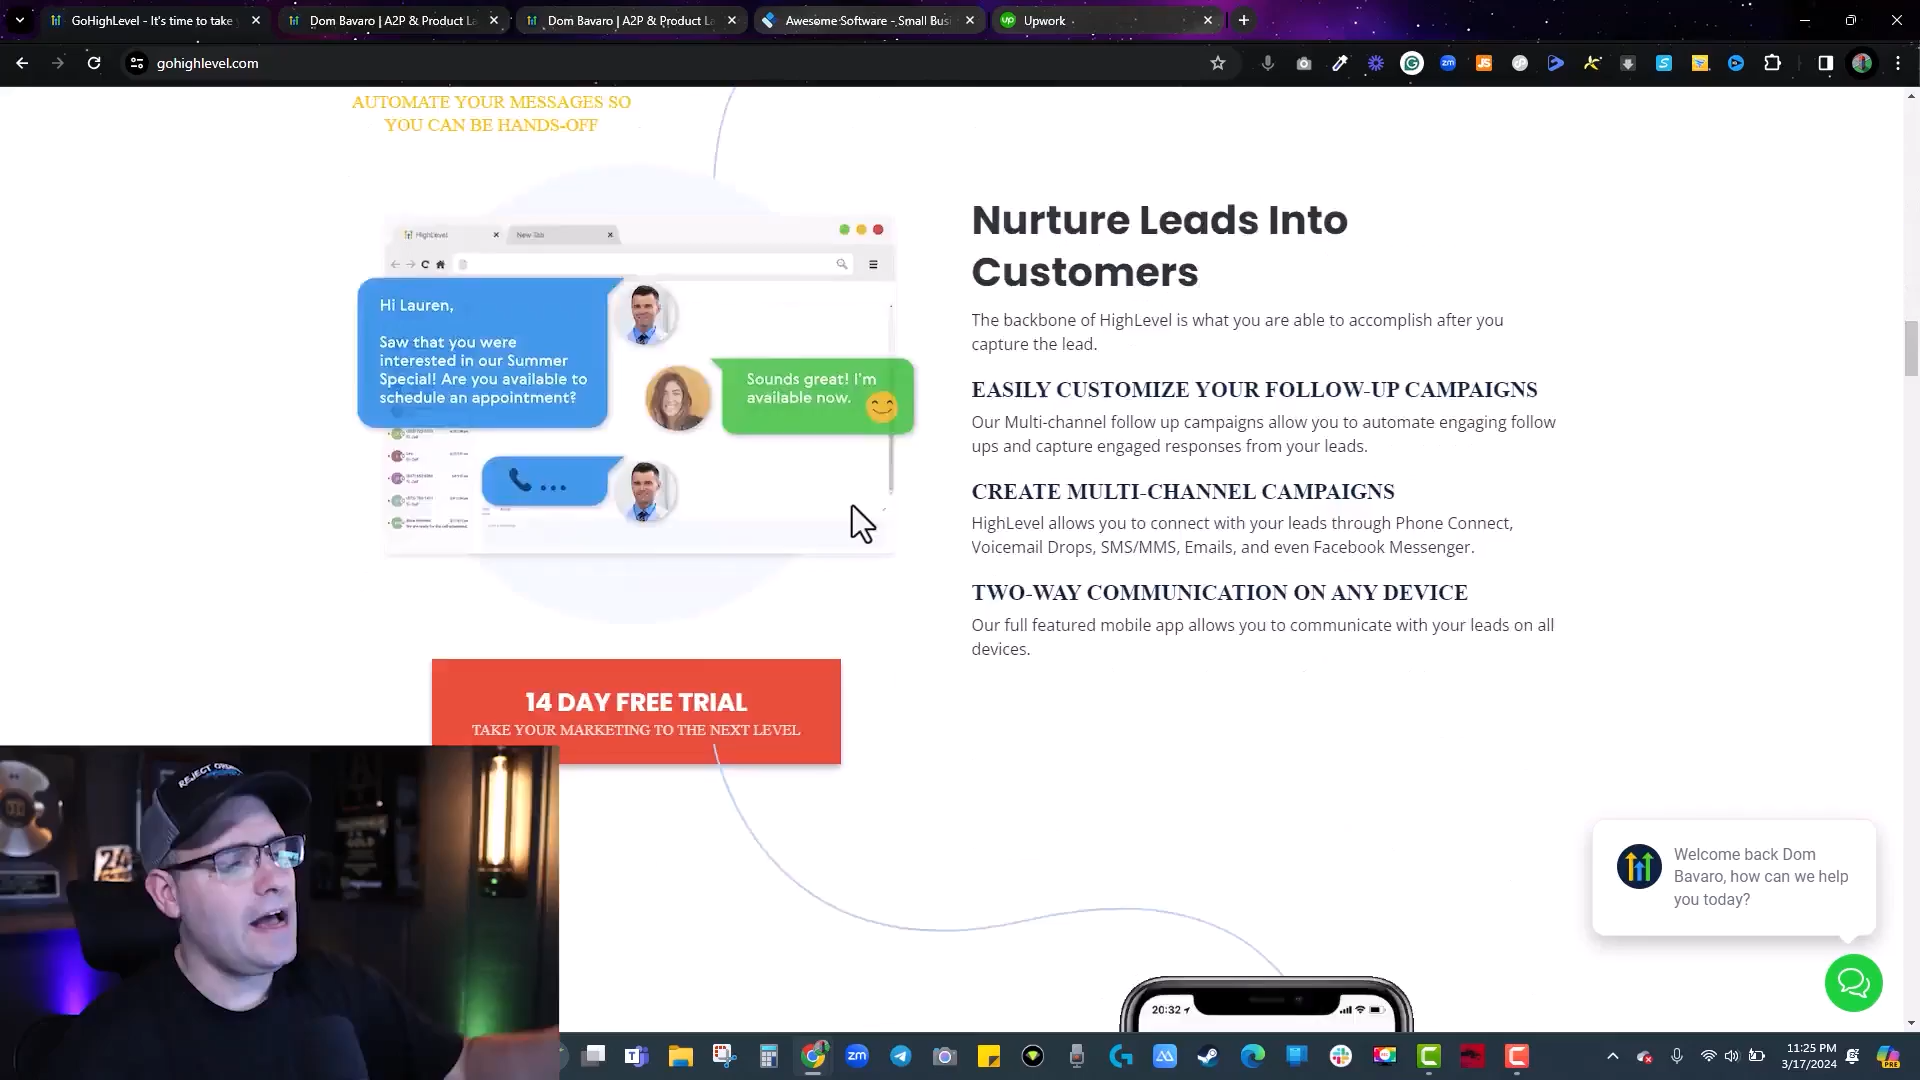 GoHighLevel - It's time to take
Dom Bavaro | A2P & Product La
Dom Bavaro | A2P & Product La
Awesome Software - Small Busi
Upwork
gohighlevel.com
AUTOMATE YOUR MESSAGES SO
YOU CAN BE HANDS-OFF
HighLevel
New Tab
Hi Lauren,
Saw that you were
interested in our Summer
Special! Are you available to
schedule an appointment?
Sounds great! I'm
available now.
14 DAY FREE TRIAL
TAKE YOUR MARKETING TO THE NEXT LEVEL
Nurture Leads Into
Customers
The backbone of HighLevel is what you are able to accomplish after you
capture the lead.
EASILY CUSTOMIZE YOUR FOLLOW-UP CAMPAIGNS
Our Multi-channel follow up campaigns allow you to automate engaging follow
ups and capture engaged responses from your leads.
CREATE MULTI-CHANNEL CAMPAIGNS
HighLevel allows you to connect with your leads through Phone Connect,
Voicemail Drops, SMS/MMS, Emails, and even Facebook Messenger.
TWO-WAY COMMUNICATION ON ANY DEVICE
Our full featured mobile app allows you to communicate with your leads on all
devices.
Welcome back Dom
Bavaro, how can we help
you today?
20:32
REJECT
24
11:25 PM
3/17/2024